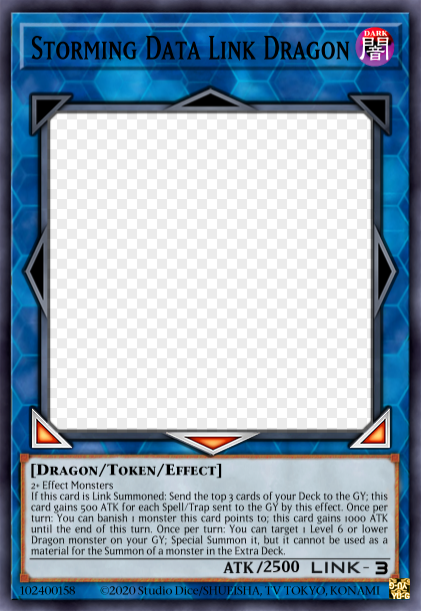 Storming Data Link Dragon
DARK
闇
[Dragon/Token/Effect]
2+ Effect Monsters
If this card is Link Summoned: Send the top 3 cards of your Deck to the GY; this
card gains 500 ATK for each Spell/Trap sent to the GY by this effect. Once per
turn: You can banish 1 monster this card points to; this card gains 1000 ATK
until the end of this turn. Once per turn: You can target 1 Level 6 or lower
Dragon monster on your GY; Special Summon it, but it cannot be used as a
material for the Summon of a monster in the Extra Deck.
ATK/2500 LINK-3
102400158 ©2020 Studio Dice/SHUEISHA, TV TOKYO, KONAMI